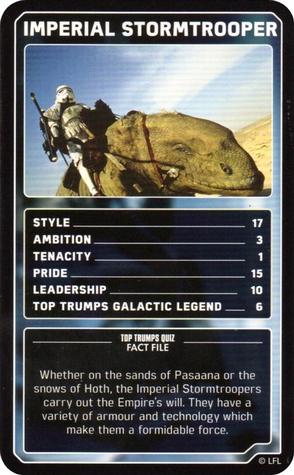 IMPERIAL STORMTROOPER
STYLE 17
AMBITION 3
TENACITY 1
PRIDE 15
LEADERSHIP 10
TOP TRUMPS GALACTIC LEGEND 6
TOP TRUMPS QUIZ
FACT FILE
Whether on the sands of Pasaana or the
snows of Hoth, the Imperial Stormtroopers
carry out the Empire's will. They have a
variety of armour and technology which
make them a formidable force.
© LFL